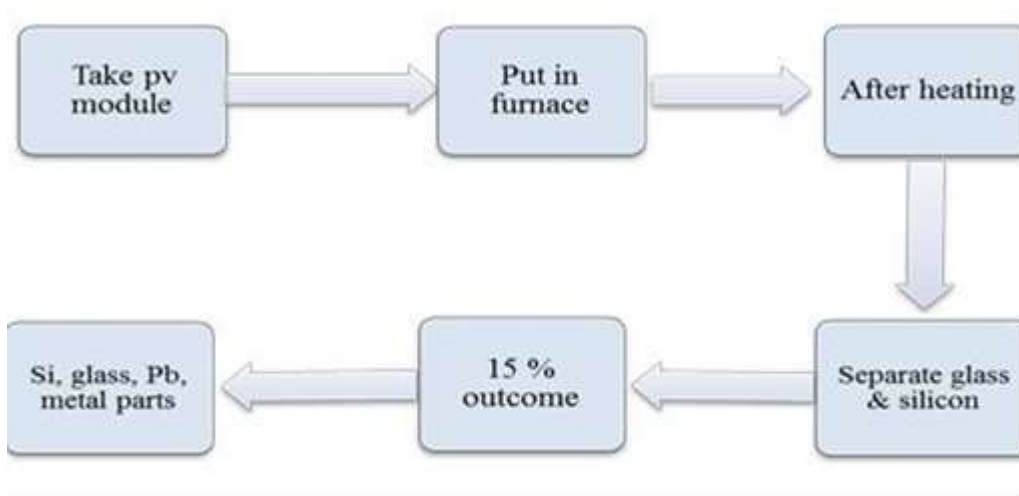 Take pv
module
Put in
furnace
After heating
Separate glass
& silicon
15 %
outcome
Si, glass, Pb,
metal parts